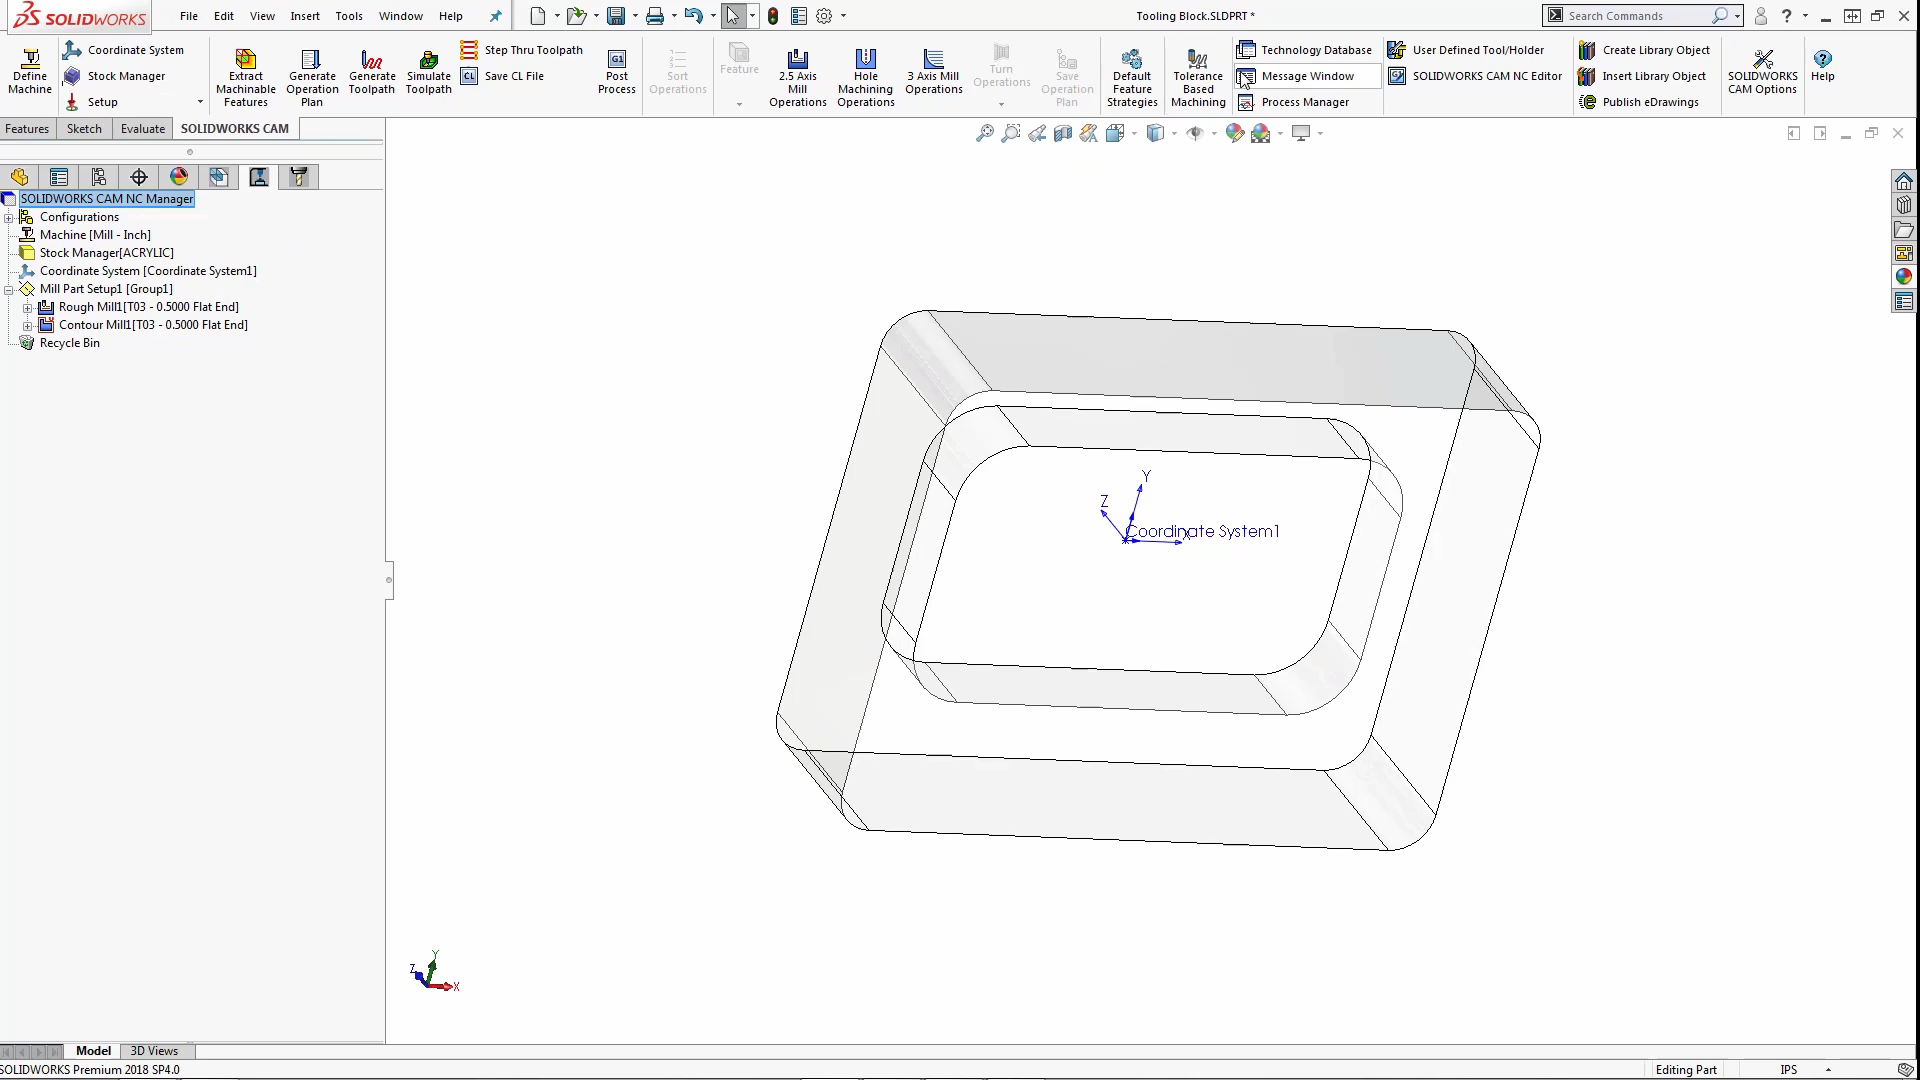 SOLIDWORKS File Edit View Insert Tools Window Help Tooling Block.SLDPRT * Search Commands ?
Define Machine
Coordinate System
Stock Manager
Setup
Extract Machinable Features
Generate Operation Plan
Generate Toolpath
Simulate Toolpath
Step Thru Toolpath
CL Save CL File
G1 Post Process
Sort Operations
Feature
2.5 Axis Mill Operations
Hole Machining Operations
3 Axis Mill Operations
Turn Operations
Save Operation Plan
Default Feature Strategies
Tolerance Based Machining
Technology Database
Message Window
Process Manager
User Defined Tool/Holder
SOLIDWORKS CAM NC Editor
Create Library Object
Insert Library Object
Publish eDrawings
SOLIDWORKS CAM Options
Help
Features Sketch Evaluate SOLIDWORKS CAM
SOLIDWORKS CAM NC Manager
Configurations
Machine [Mill - Inch]
Stock Manager[ACRYLIC]
Coordinate System [Coordinate System1]
Mill Part Setup1 [Group1]
Rough Mill1[T03 - 0.5000 Flat End]
Contour Mill1[T03 - 0.5000 Flat End]
Recycle Bin
Y
Z
X
Coordinate System1
Y
Z
X
Model 3D Views
SOLIDWORKS Premium 2018 SP4.0 Editing Part IPS